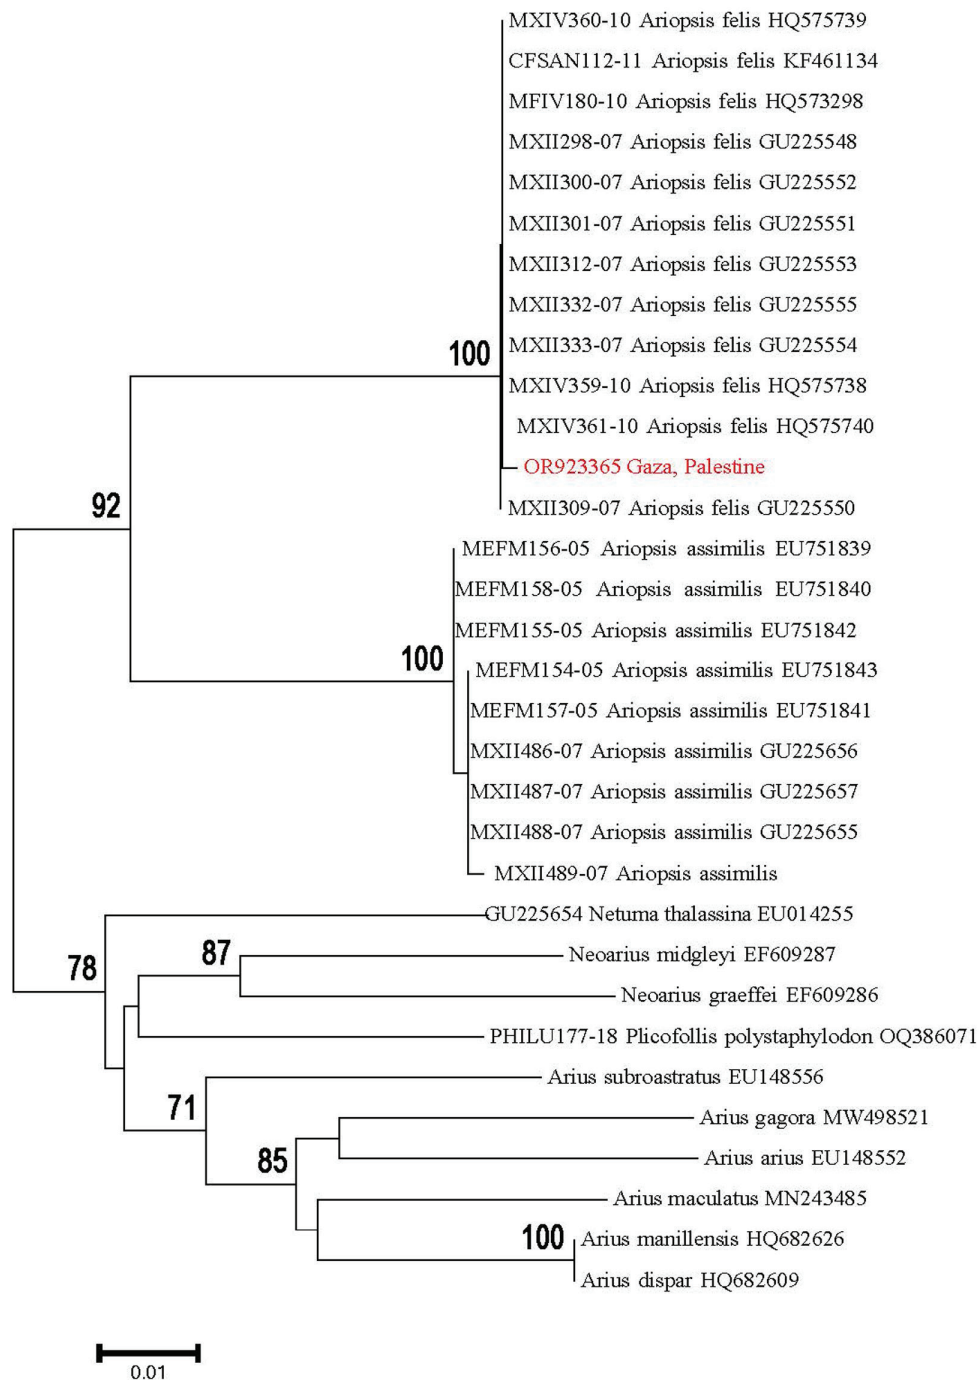 MXIV360-10 Ariopsis felis HQ575739
CFSAN112-11 Ariopsis felis KF461134
MFIV180-10 Ariopsis felis HQ573298
MXII298-07 Ariopsis felis GU225548
MXII300-07 Ariopsis felis GU225552
MXII301-07 Ariopsis felis GU225551
MXII312-07 Ariopsis felis GU225553
MXII332-07 Ariopsis felis GU225555
100
MXII333-07 Ariopsis felis GU225554
MXIV359-10 Ariopsis felis HQ575738
MXIV361-10 Ariopsis felis HQ575740
OR923365 Gaza, Palestine
92
MXII309-07 Ariopsis felis GU225550
MEFM156-05 Ariopsis assimilis EU751839
MEFM158-05 Ariopsis assimilis EU751840
MEFM155-05 Ariopsis assimilis EU751842
100
MEFM154-05 Ariopsis assimilis EU751843
MEFM157-05 Ariopsis assimilis EU751841
MXII486-07 Ariopsis assimilis GU225656
MXII487-07 Ariopsis assimilis GU225657
MXII488-07 Ariopsis assimilis GU225655
MXII489-07 Ariopsis assimilis
GU225654 Netuma thalassina EU014255
87
Neoarius midgleyi EF609287
78
Neoarius graeffei EF609286
PHILU177-18 Plicofollis polystaphylodon OQ386071
Arius subroastratus EU148556
71
Arius gagora MW498521
85
Arius arius EU148552
Arius maculatus MN243485
100
Arius manillensis HQ682626
Arius dispar HQ682609
0.01